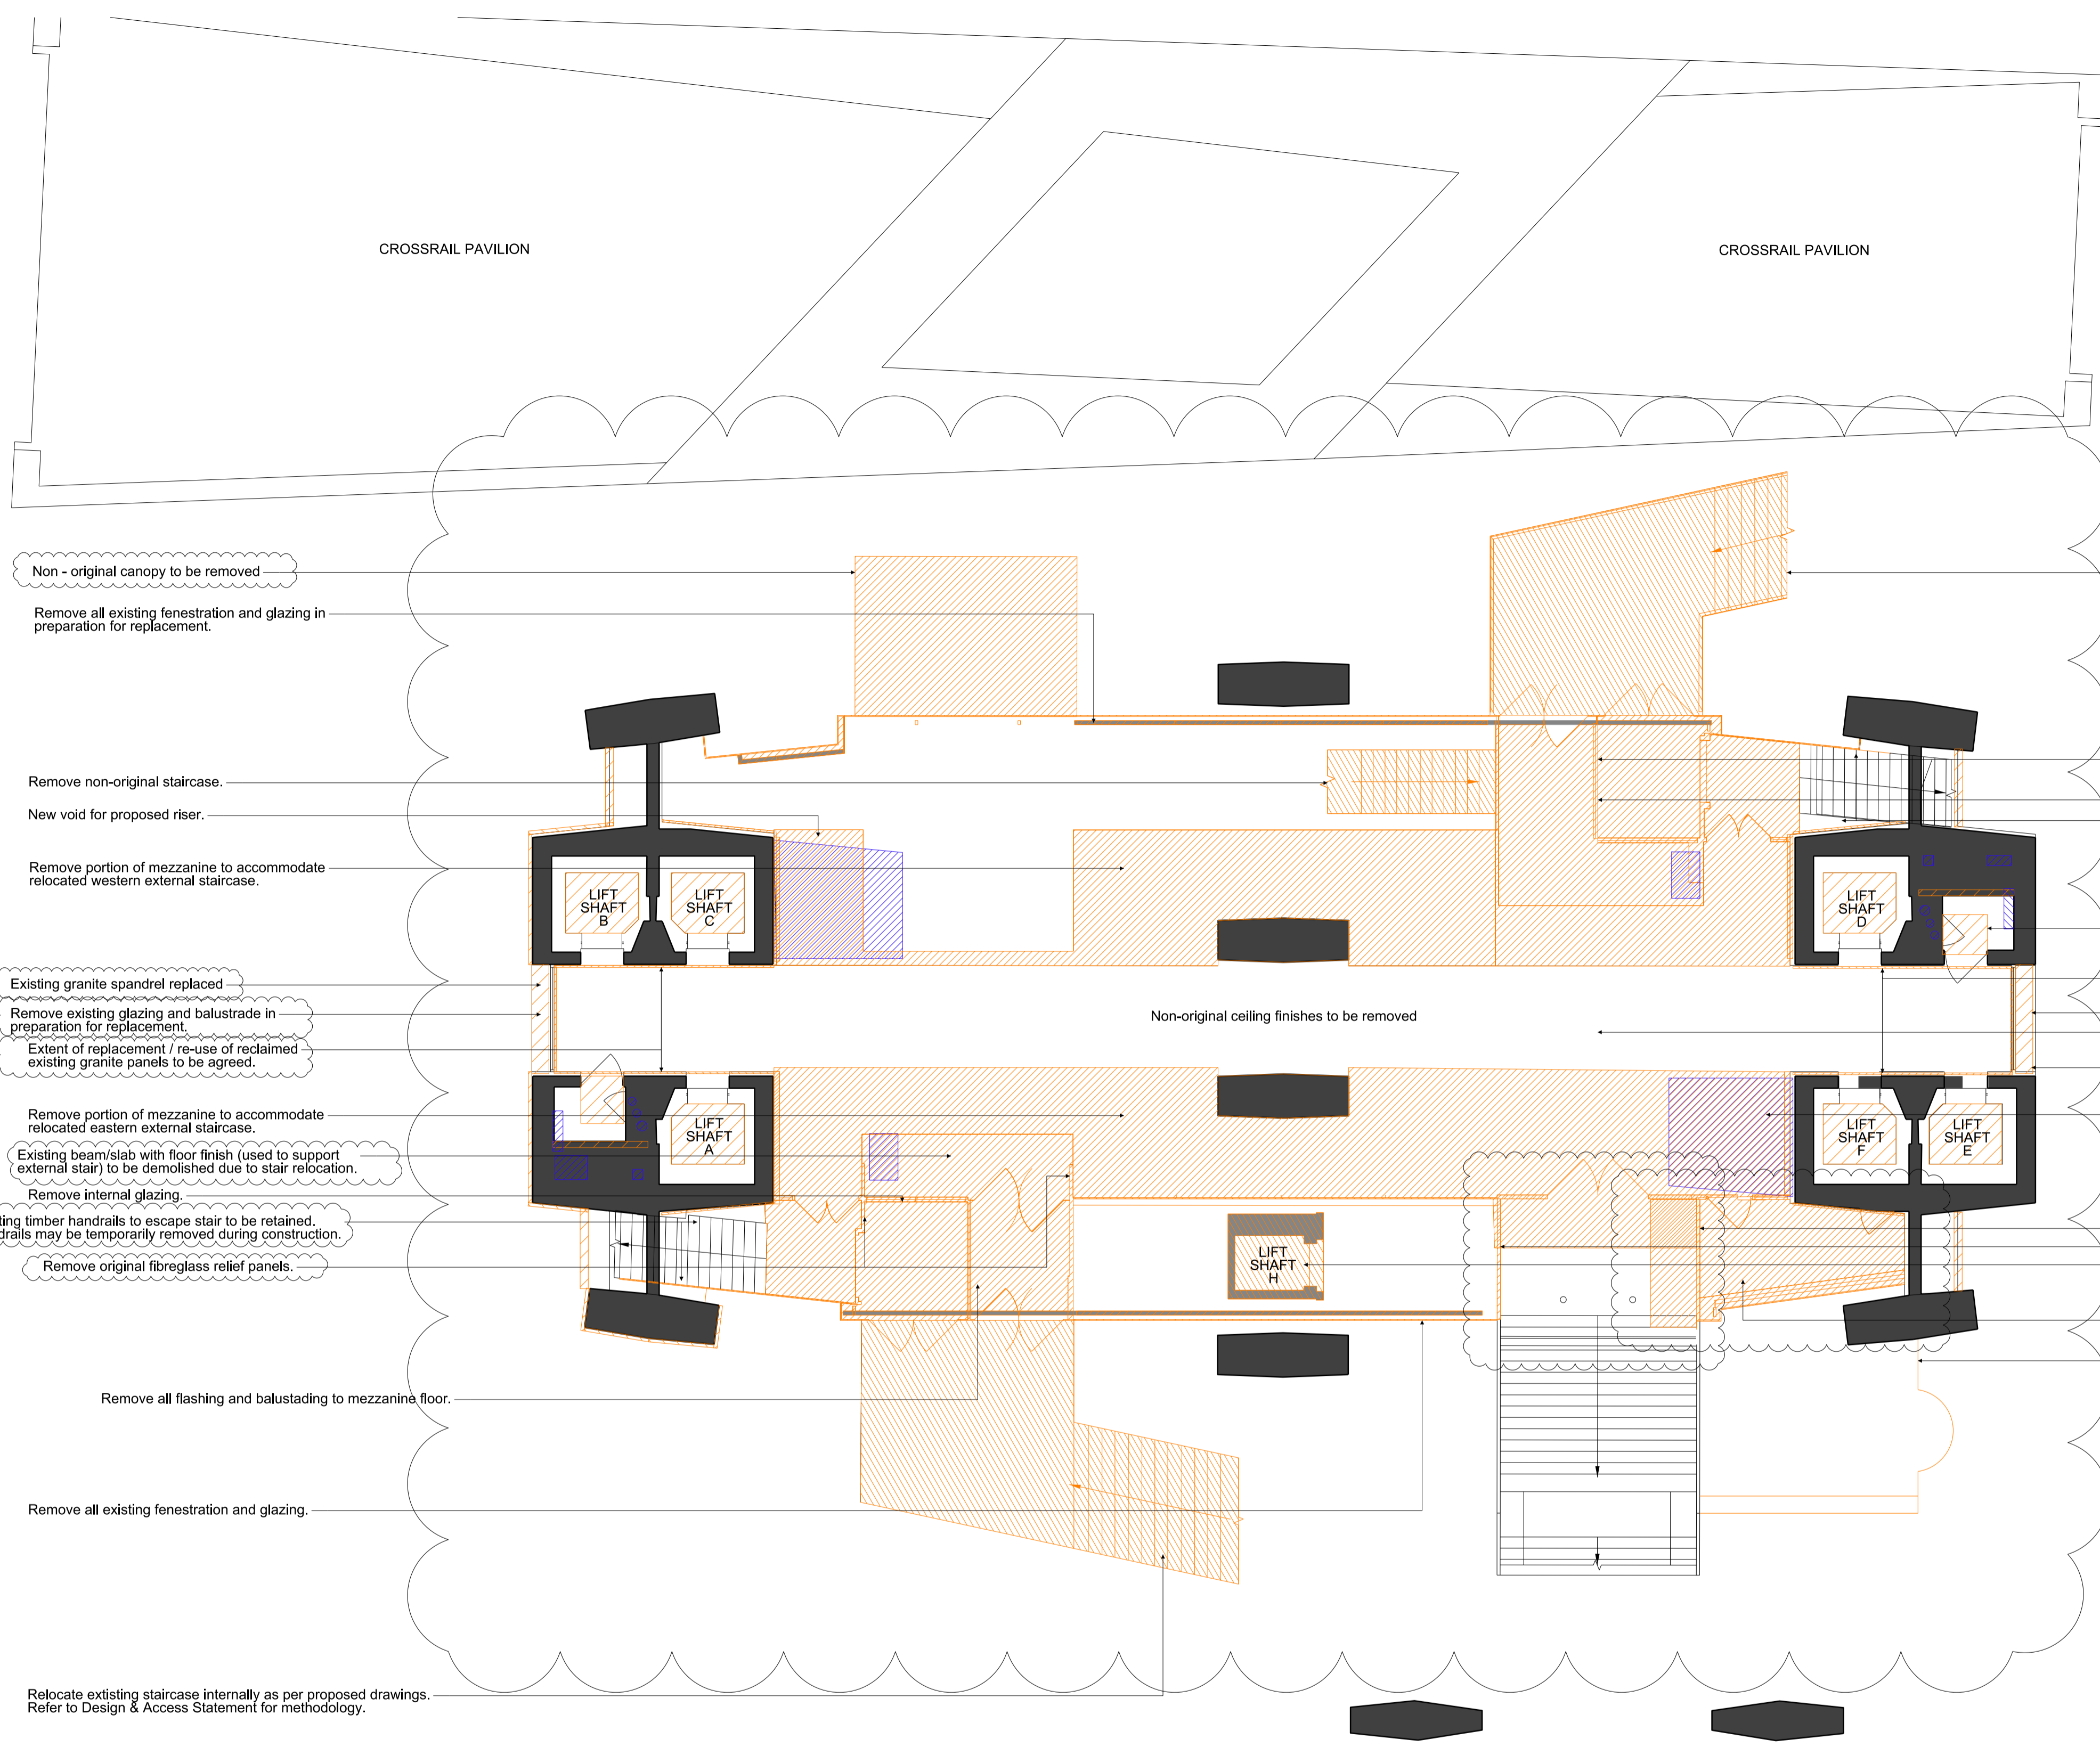 CROSSRAIL PAVILION
CROSSRAIL PAVILION
Non - original canopy to be removed
Remove all existing fenestration and glazing in
preparation for replacement.
Remove non-original staircase.
New void for proposed riser.
Remove portion of mezzanine to accommodate
relocated western external staircase.
LIFT
SHAFT
B
LIFT
SHAFT
C
LIFT
SHAFT
D
Existing granite spandrel replaced
Remove existing glazing and balustrade in
preparation for replacement.
Non-original ceiling finishes to be removed
Extent of replacement / re-use of reclaimed
existing granite panels to be agreed.
Remove portion of mezzanine to accommodate
relocated eastern external staircase.
LIFT
SHAFT
A
LIFT
SHAFT
F
LIFT
SHAFT
E
Existing beam/slab with floor finish (used to support
external stair) to be demolished due to stair relocation.
Remove internal glazing.
ting timber handrails to escape stair to be retained.
drails may be temporarily removed during construction.
Remove original fibreglass relief panels.
LIFT
SHAFT
H
Remove all flashing and balustading to mezzanine floor.
Remove all existing fenestration and glazing.
Relocate extisting staircase internally as per proposed drawings.
Refer to Design & Access Statement for methodology.